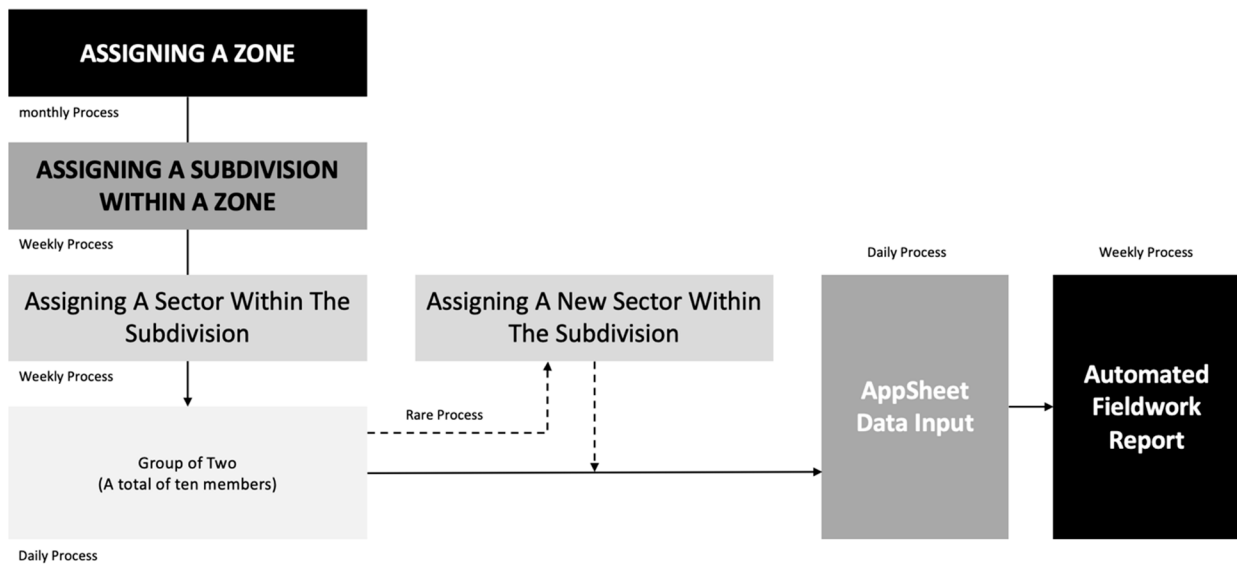 ASSIGNING A ZONE
monthly Process
ASSIGNING A SUBDIVISION
WITHIN A ZONE
Weekly Process
Assigning A Sector Within The
Subdivision
Weekly Process
Group of Two
(A total of ten members)
Daily Process
Assigning A New Sector Within
The Subdivision
Rare Process
Daily Process
AppSheet
Data Input
Weekly Process
Automated
Fieldwork
Report